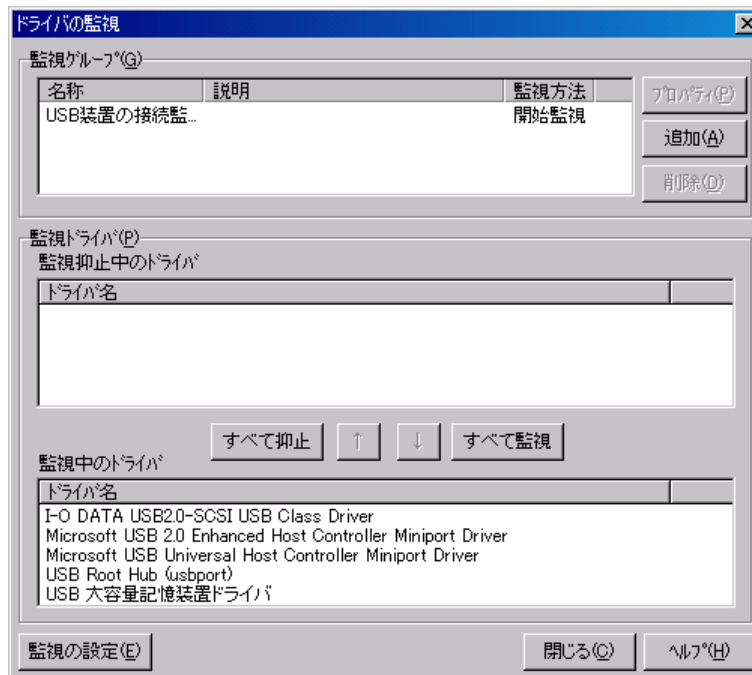 ドライバの監視
監視グループ(G)
名称 説明 監視方法
USB装置の接続監... 開始監視
プロパティ(P)
追加(A)
削除(D)
監視ドライバ(P)
監視抑止中のドライバ
ドライバ名
すべて抑止 ↑ ↓ すべて監視
監視中のドライバ
ドライバ名
I-O DATA USB2.0-SCSI USB Class Driver
Microsoft USB 2.0 Enhanced Host Controller Miniport Driver
Microsoft USB Universal Host Controller Miniport Driver
USB Root Hub (usbport)
USB 大容量記憶装置ドライバ
監視の設定(E) 閉じる(C) ヘルプ(H)